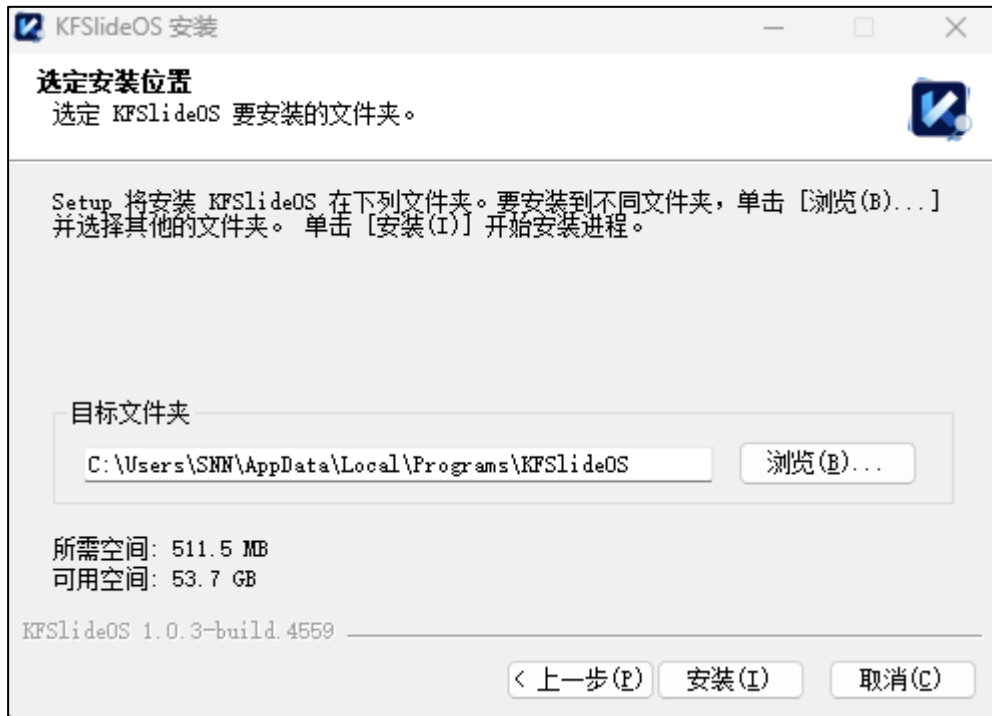 KFSlideOS 安装
选定安装位置
选定 KFSlideOS 要安装的文件夹。
Setup 将安装 KFSlideOS 在下列文件夹。要安装到不同文件夹，单击 [浏览(B)...]
并选择其他的文件夹。 单击 [安装(I)] 开始安装进程。
目标文件夹
C:\Users\SNN\AppData\Local\Programs\KFSlideOS
浏览(B)...
所需空间: 511.5 MB
可用空间: 53.7 GB
KFSlideOS 1.0.3-build.4559
< 上一步(P) 安装(I) 取消(C)